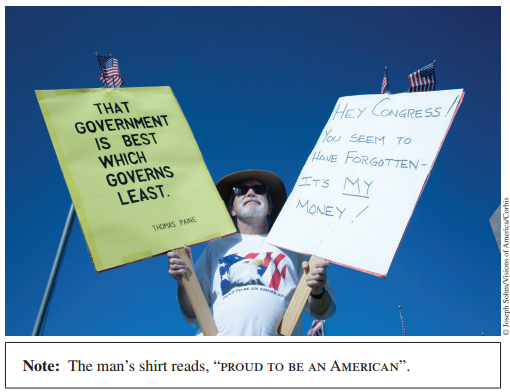 THAT
GOVERNMENT
IS BEST
WHICH
GOVERNS
LEAST.
THOMAS PAINE
HEY CONGRESS!
YOU SEEM TO
HAVE FORGOTTEN-
IT'S MY
MONEY!
PROUD TO BE AN AMERICAN
© Joseph Sohm/Visions of America/Corbis
Note: The man's shirt reads, "PROUD TO BE AN AMERICAN".